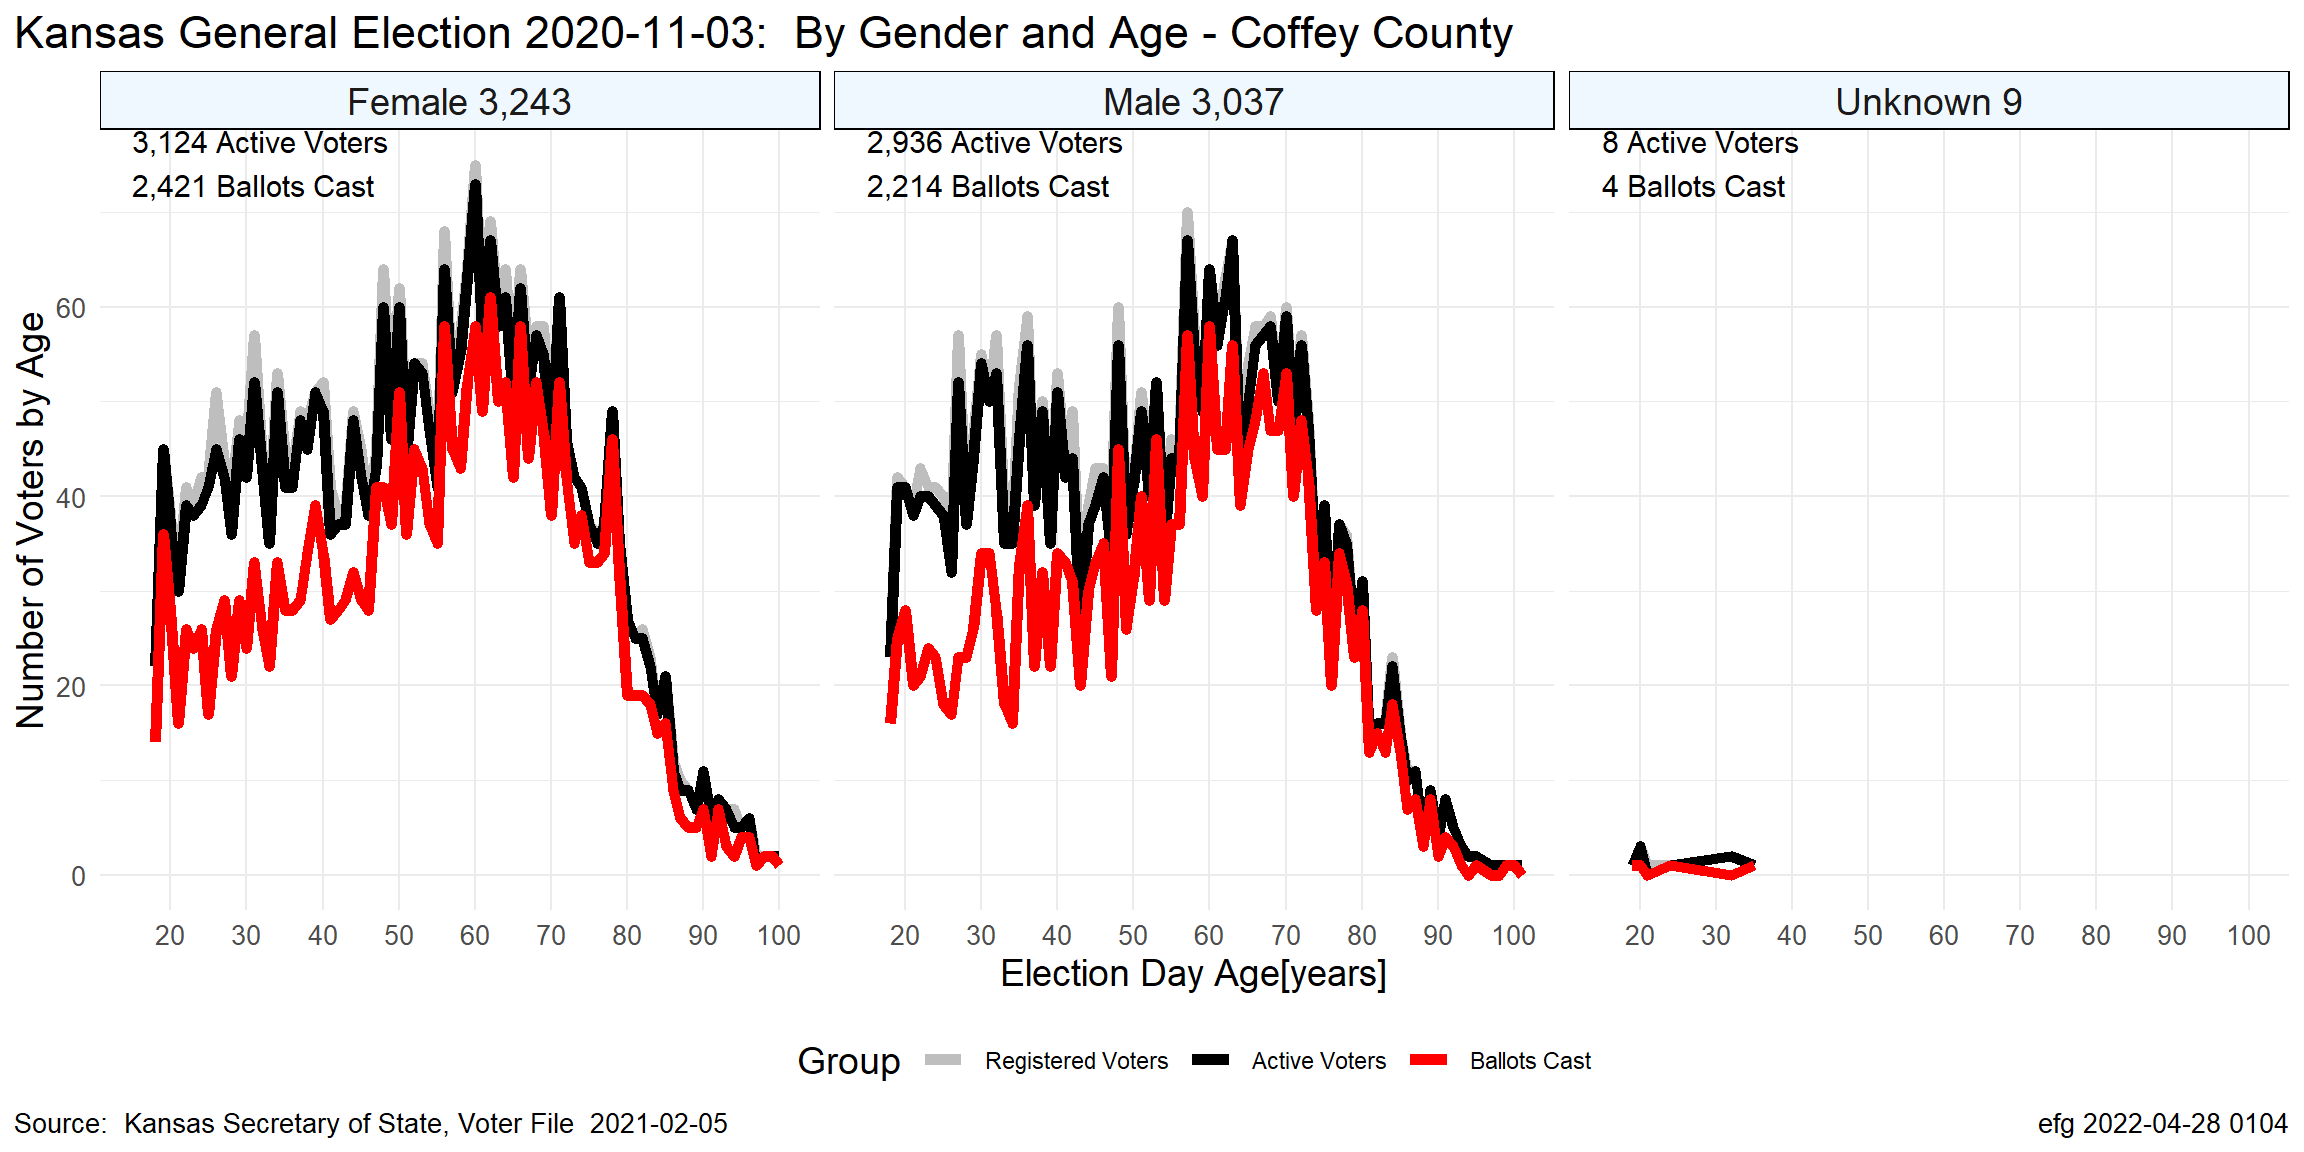 Kansas General Election 2020-11-03:  By Gender and Age - Coffey County
Female 3,243
Male 3,037
Unknown 9
3,124 Active Voters
2,421 Ballots Cast
2,936 Active Voters
2,214 Ballots Cast
8 Active Voters
4 Ballots Cast
Number of Voters by Age
60
40
20
0
20 30 40 50 60 70 80 90 100
20 30 40 50 60 70 80 90 100
20 30 40 50 60 70 80 90 100
Election Day Age[years]
Group Registered Voters Active Voters Ballots Cast
Source:  Kansas Secretary of State, Voter File  2021-02-05
efg 2022-04-28 0104